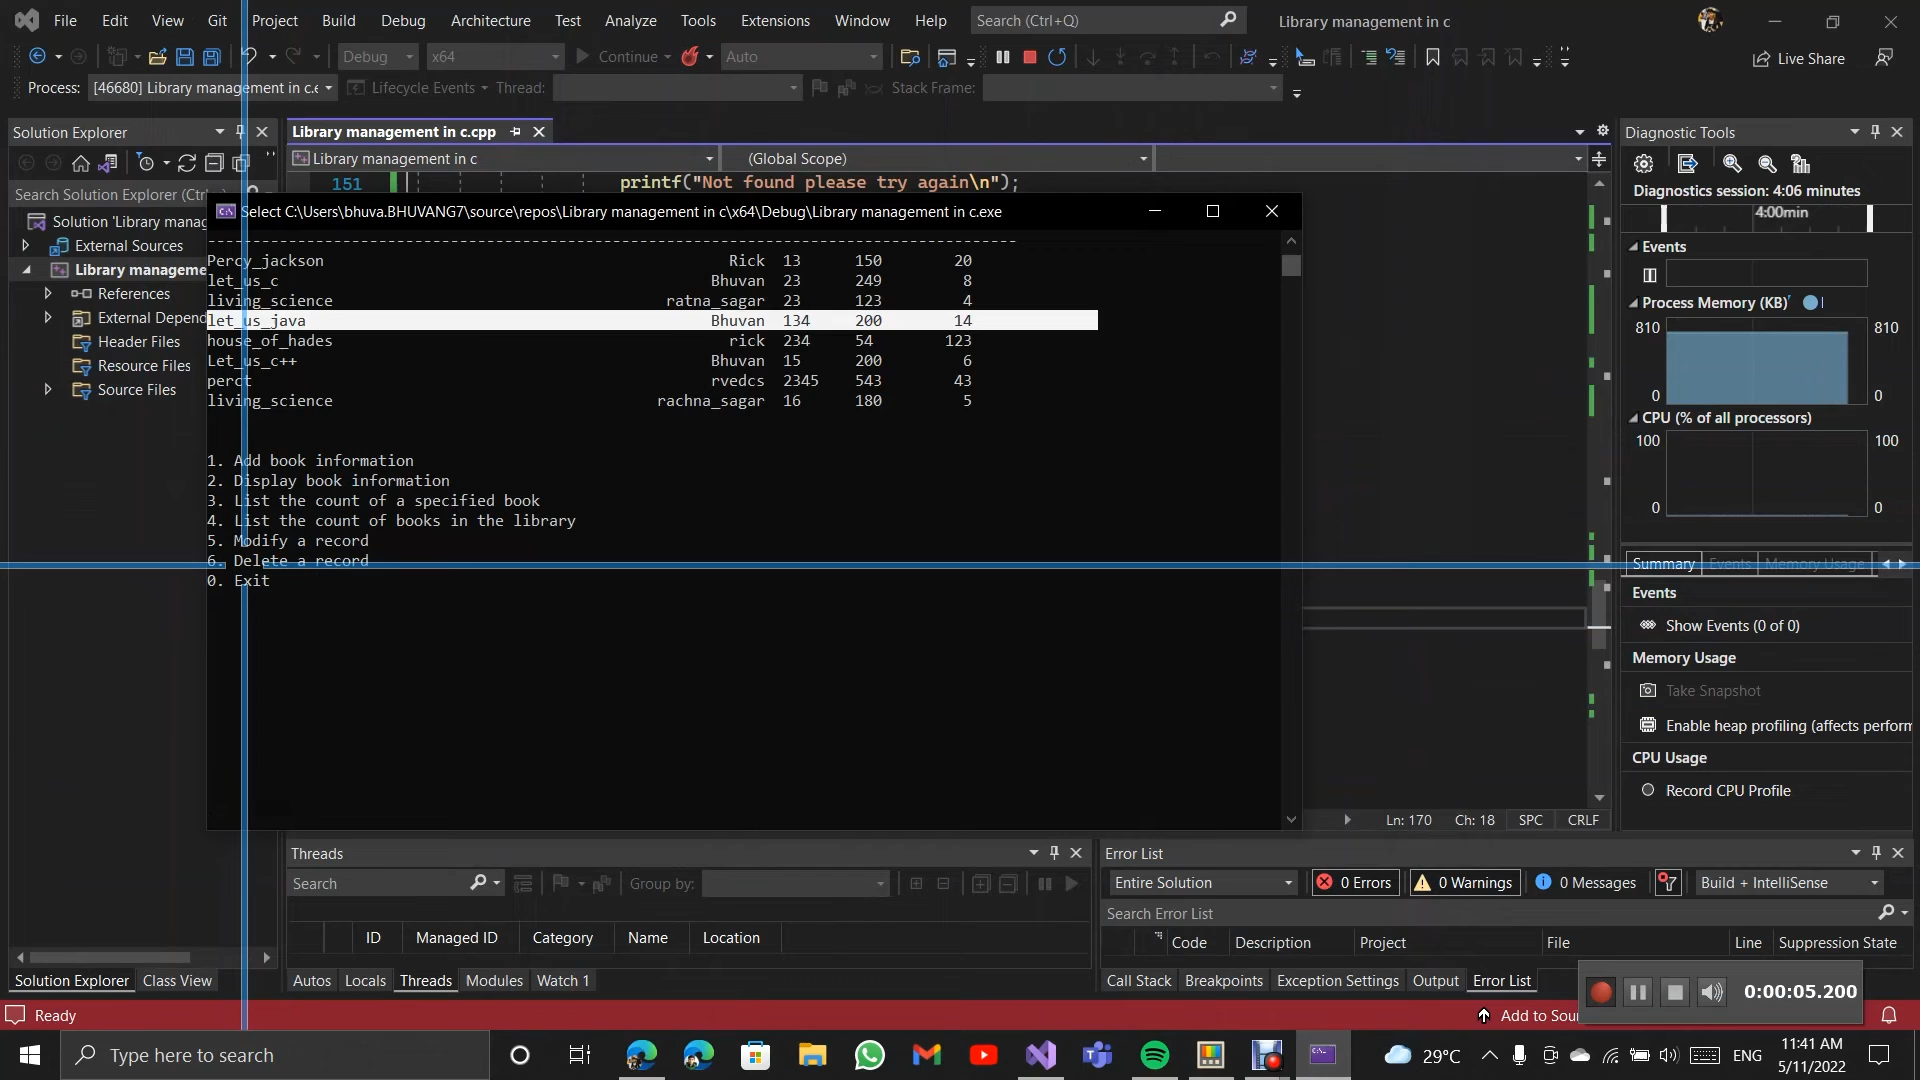 File Edit View Git Project Build Debug Architecture Test Analyze Tools Extensions Window Help Search (Ctrl+Q) Library management in c
Debug x64 Continue Auto Live Share
Process: [46680] Library management in c.e Lifecycle Events Thread: Stack Frame:
Solution Explorer
Search Solution Explorer (Ctr
Solution 'Library manag
External Sources
Library manageme
References
External Depend
Header Files
Resource Files
Source Files
Library management in c.cpp
Library management in c (Global Scope)
151 printf("Not found please try again\n");
Select C:\Users\bhuva.BHUVANG7\source\repos\Library management in c\x64\Debug\Library management in c.exe
Percy_jackson Rick 13 150 20
let_us_c Bhuvan 23 249 8
living_science ratna_sagar 23 123 4
let_us_java Bhuvan 134 200 14
house_of_hades rick 234 54 123
Let_us_c++ Bhuvan 15 200 6
perct rvedcs 2345 543 43
living_science rachna_sagar 16 180 5
1. Add book information
2. Display book information
3. List the count of a specified book
4. List the count of books in the library
5. Modify a record
6. Delete a record
0. Exit
Ln: 170 Ch: 18 SPC CRLF
Diagnostic Tools
Diagnostics session: 4:06 minutes
4:00min
Events
Process Memory (KB)
810 810
0 0
CPU (% of all processors)
100 100
0 0
Summary Events Memory Usage
Events
Show Events (0 of 0)
Memory Usage
Take Snapshot
Enable heap profiling (affects perform
CPU Usage
Record CPU Profile
Threads
Search Group by:
ID Managed ID Category Name Location
Error List
Entire Solution 0 Errors 0 Warnings 0 Messages Build + IntelliSense
Search Error List
Code Description Project File Line Suppression State
Solution Explorer Class View
Autos Locals Threads Modules Watch 1
Call Stack Breakpoints Exception Settings Output Error List
0:00:05.200
Ready Add to Sour
Type here to search
29°C ENG 11:41 AM
5/11/2022